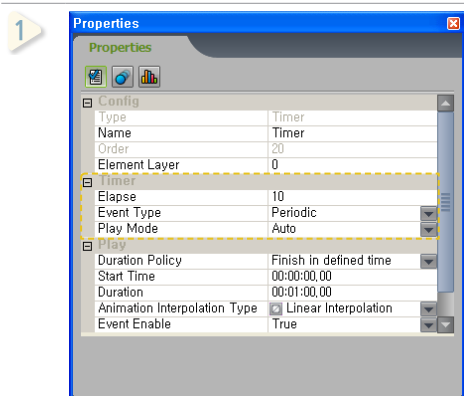 1
Properties
Properties
Config
Type Timer
Name Timer
Order 20
Element Layer 0
Timer
Elapse 10
Event Type Periodic
Play Mode Auto
Play
Duration Policy Finish in defined time
Start Time 00:00:00,00
Duration 00:01:00,00
Animation Interpolation Type Linear Interpolation
Event Enable True